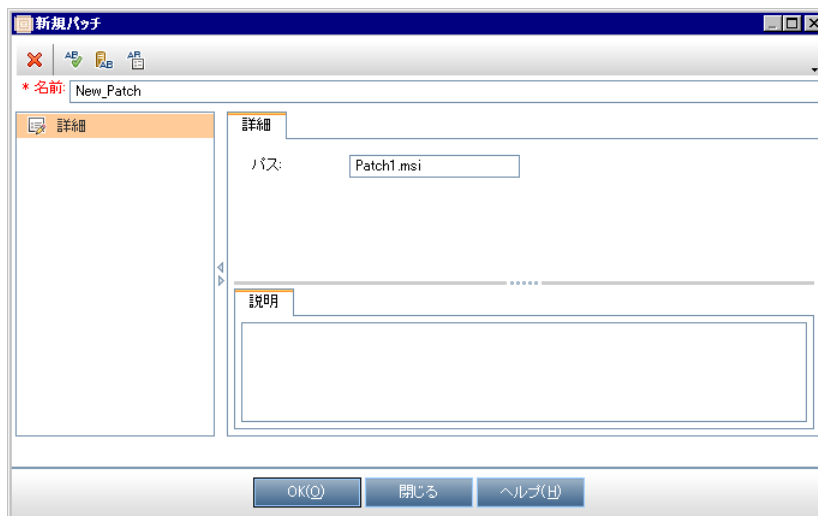 新規パッチ
* 名前: New_Patch
詳細
詳細
パス: Patch1.msi
説明
OK(O) 閉じる ヘルプ(H)